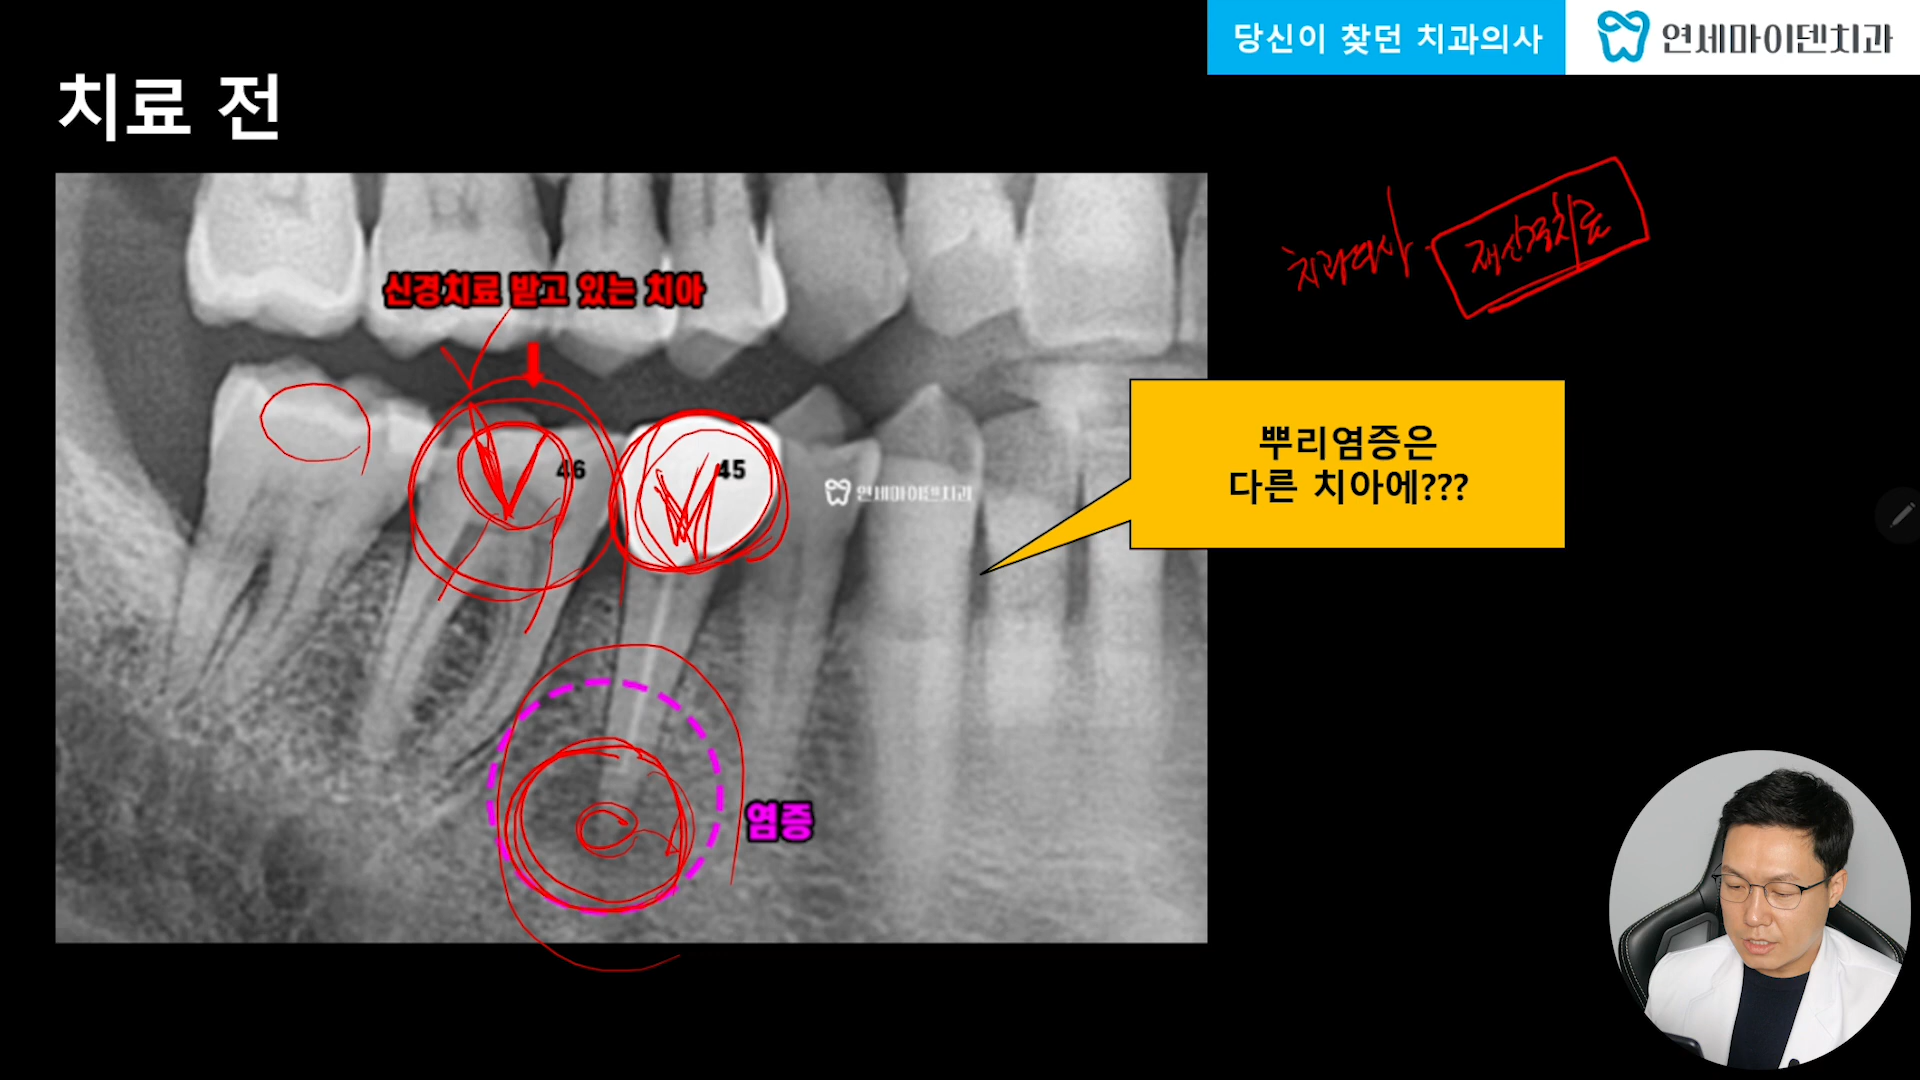 당신이 찾던 치과의사
연세마이덴치과
치료 전
치과의사
재신경치료
신경치료 받고 있는 치아
46
45
연세마이덴치과
뿌리염증은
다른 치아에???
염증